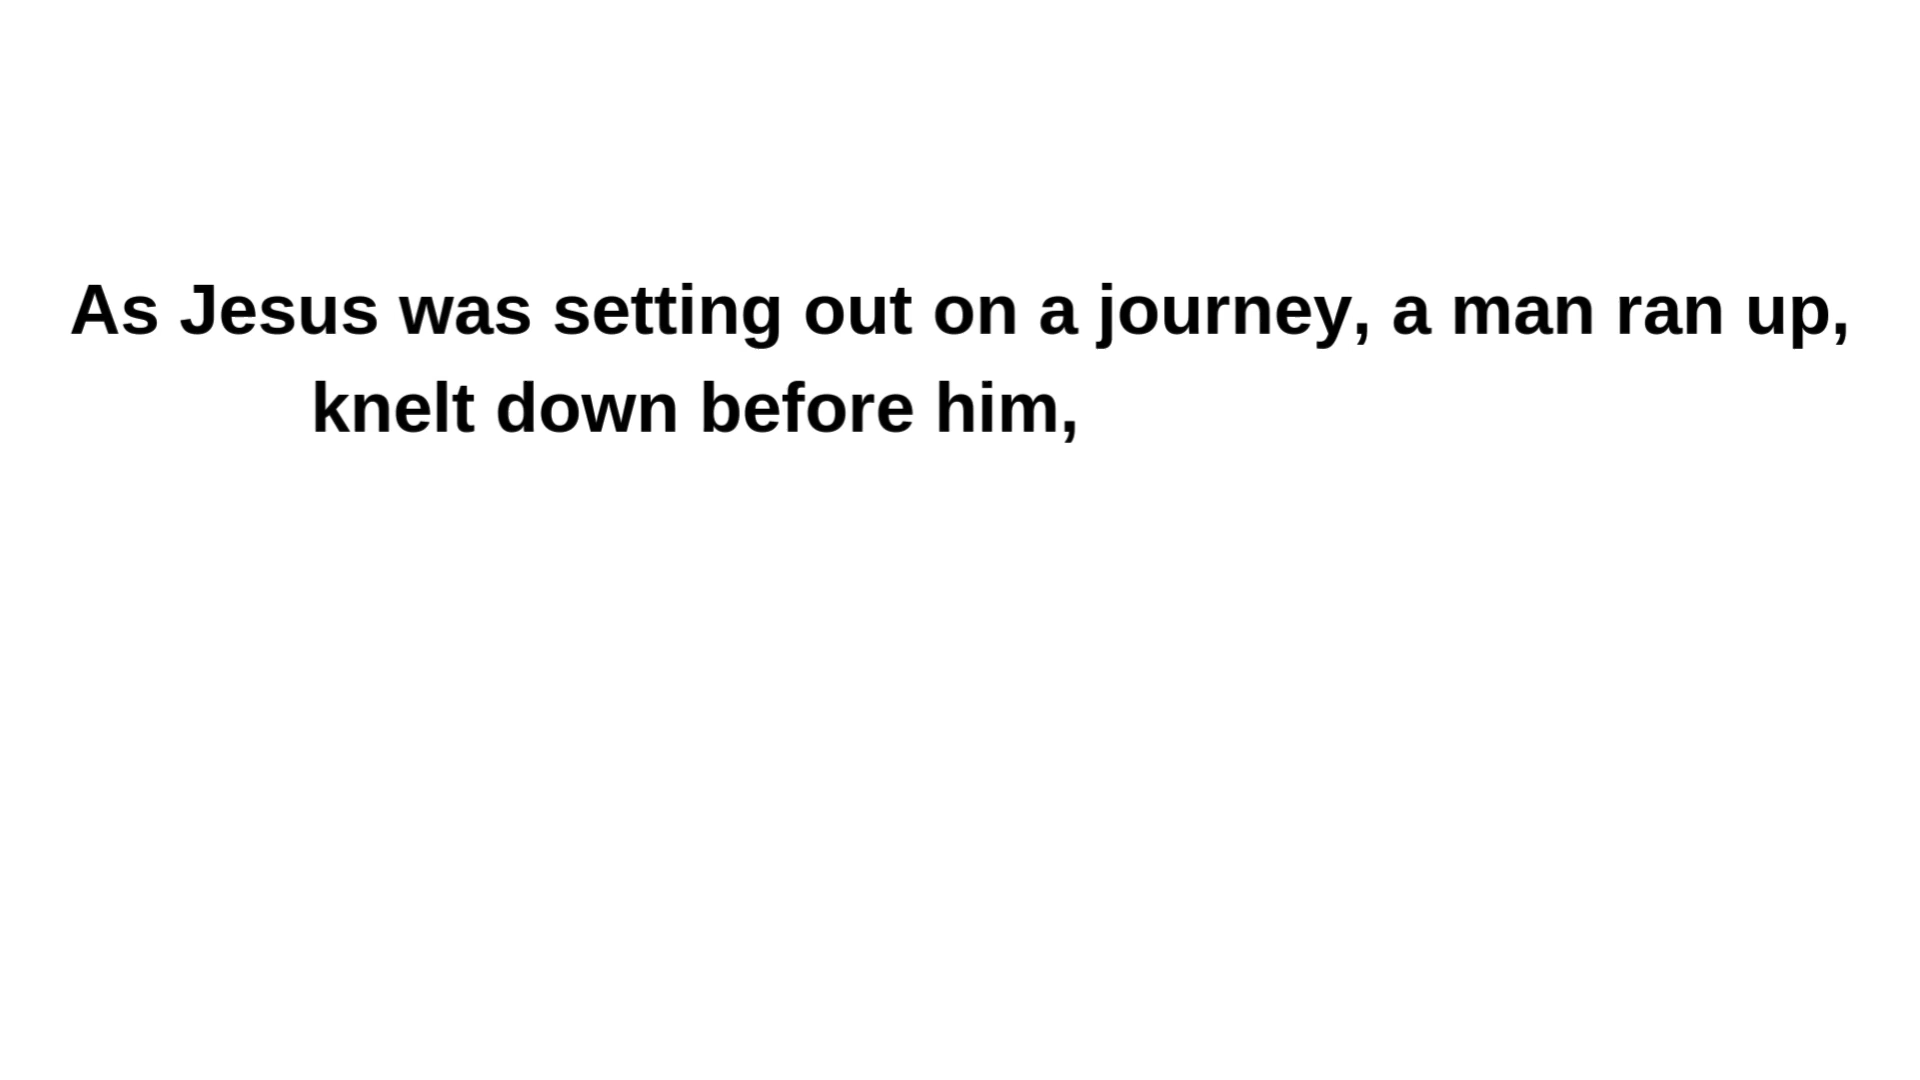 As Jesus was setting out on a journey, a man ran up,
knelt down before him,